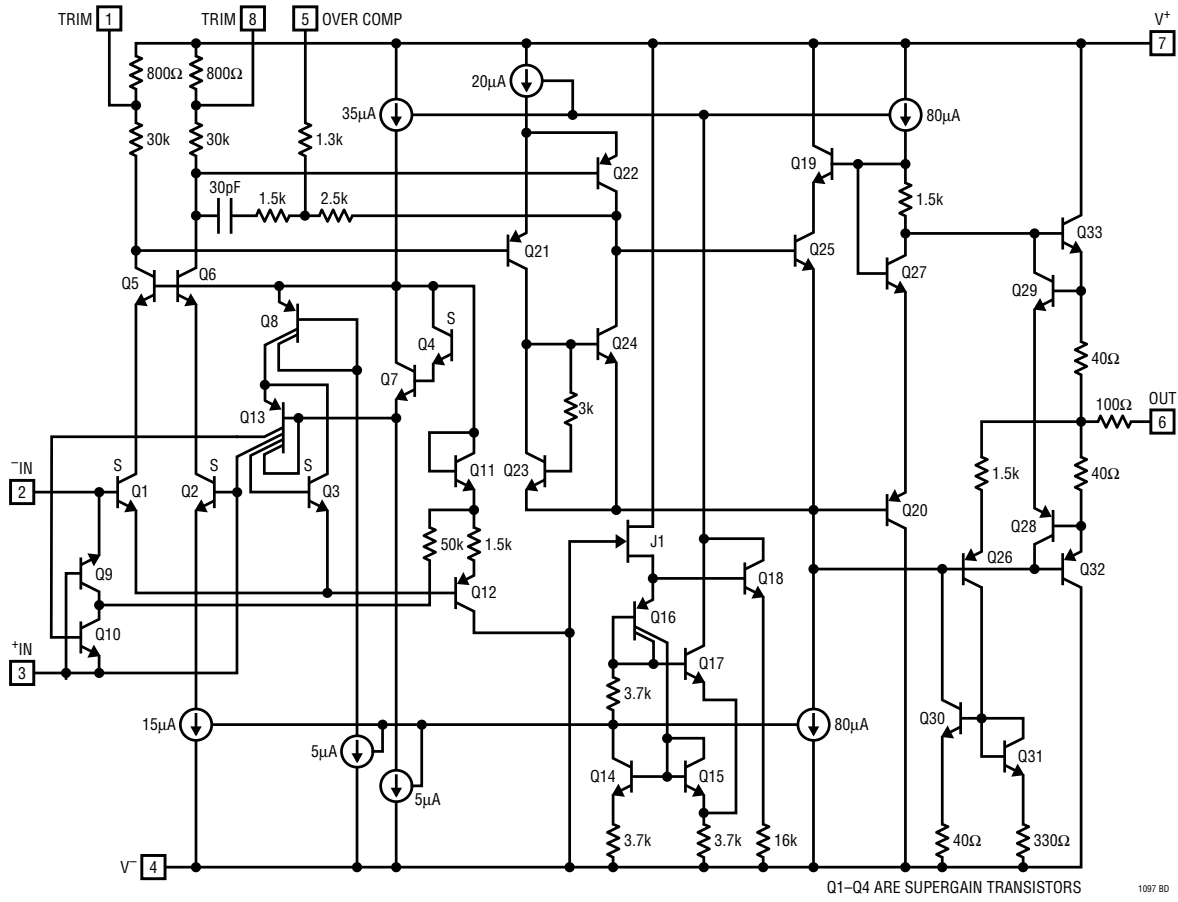 TRIM 1
TRIM 8
5 OVER COMP
V+
7
800Ω
800Ω
20µA
35µA
80µA
30k
30k
1.3k
Q19
Q22
30pF
1.5k
2.5k
1.5k
Q33
Q21
Q25
Q27
Q5
Q6
Q29
Q8
S
Q4
Q24
40Ω
Q7
OUT
100Ω
6
Q13
3k
S
S
S
Q11
Q23
1.5k
40Ω
–IN
2
Q1
Q2
Q3
Q20
Q28
50k
1.5k
J1
Q26
Q32
Q9
Q12
Q18
Q16
Q10
+IN
3
Q17
3.7k
15µA
80µA
Q30
5µA
Q31
Q14
Q15
5µA
3.7k
3.7k
16k
40Ω
330Ω
V– 4
Q1–Q4 ARE SUPERGAIN TRANSISTORS
1097 BD